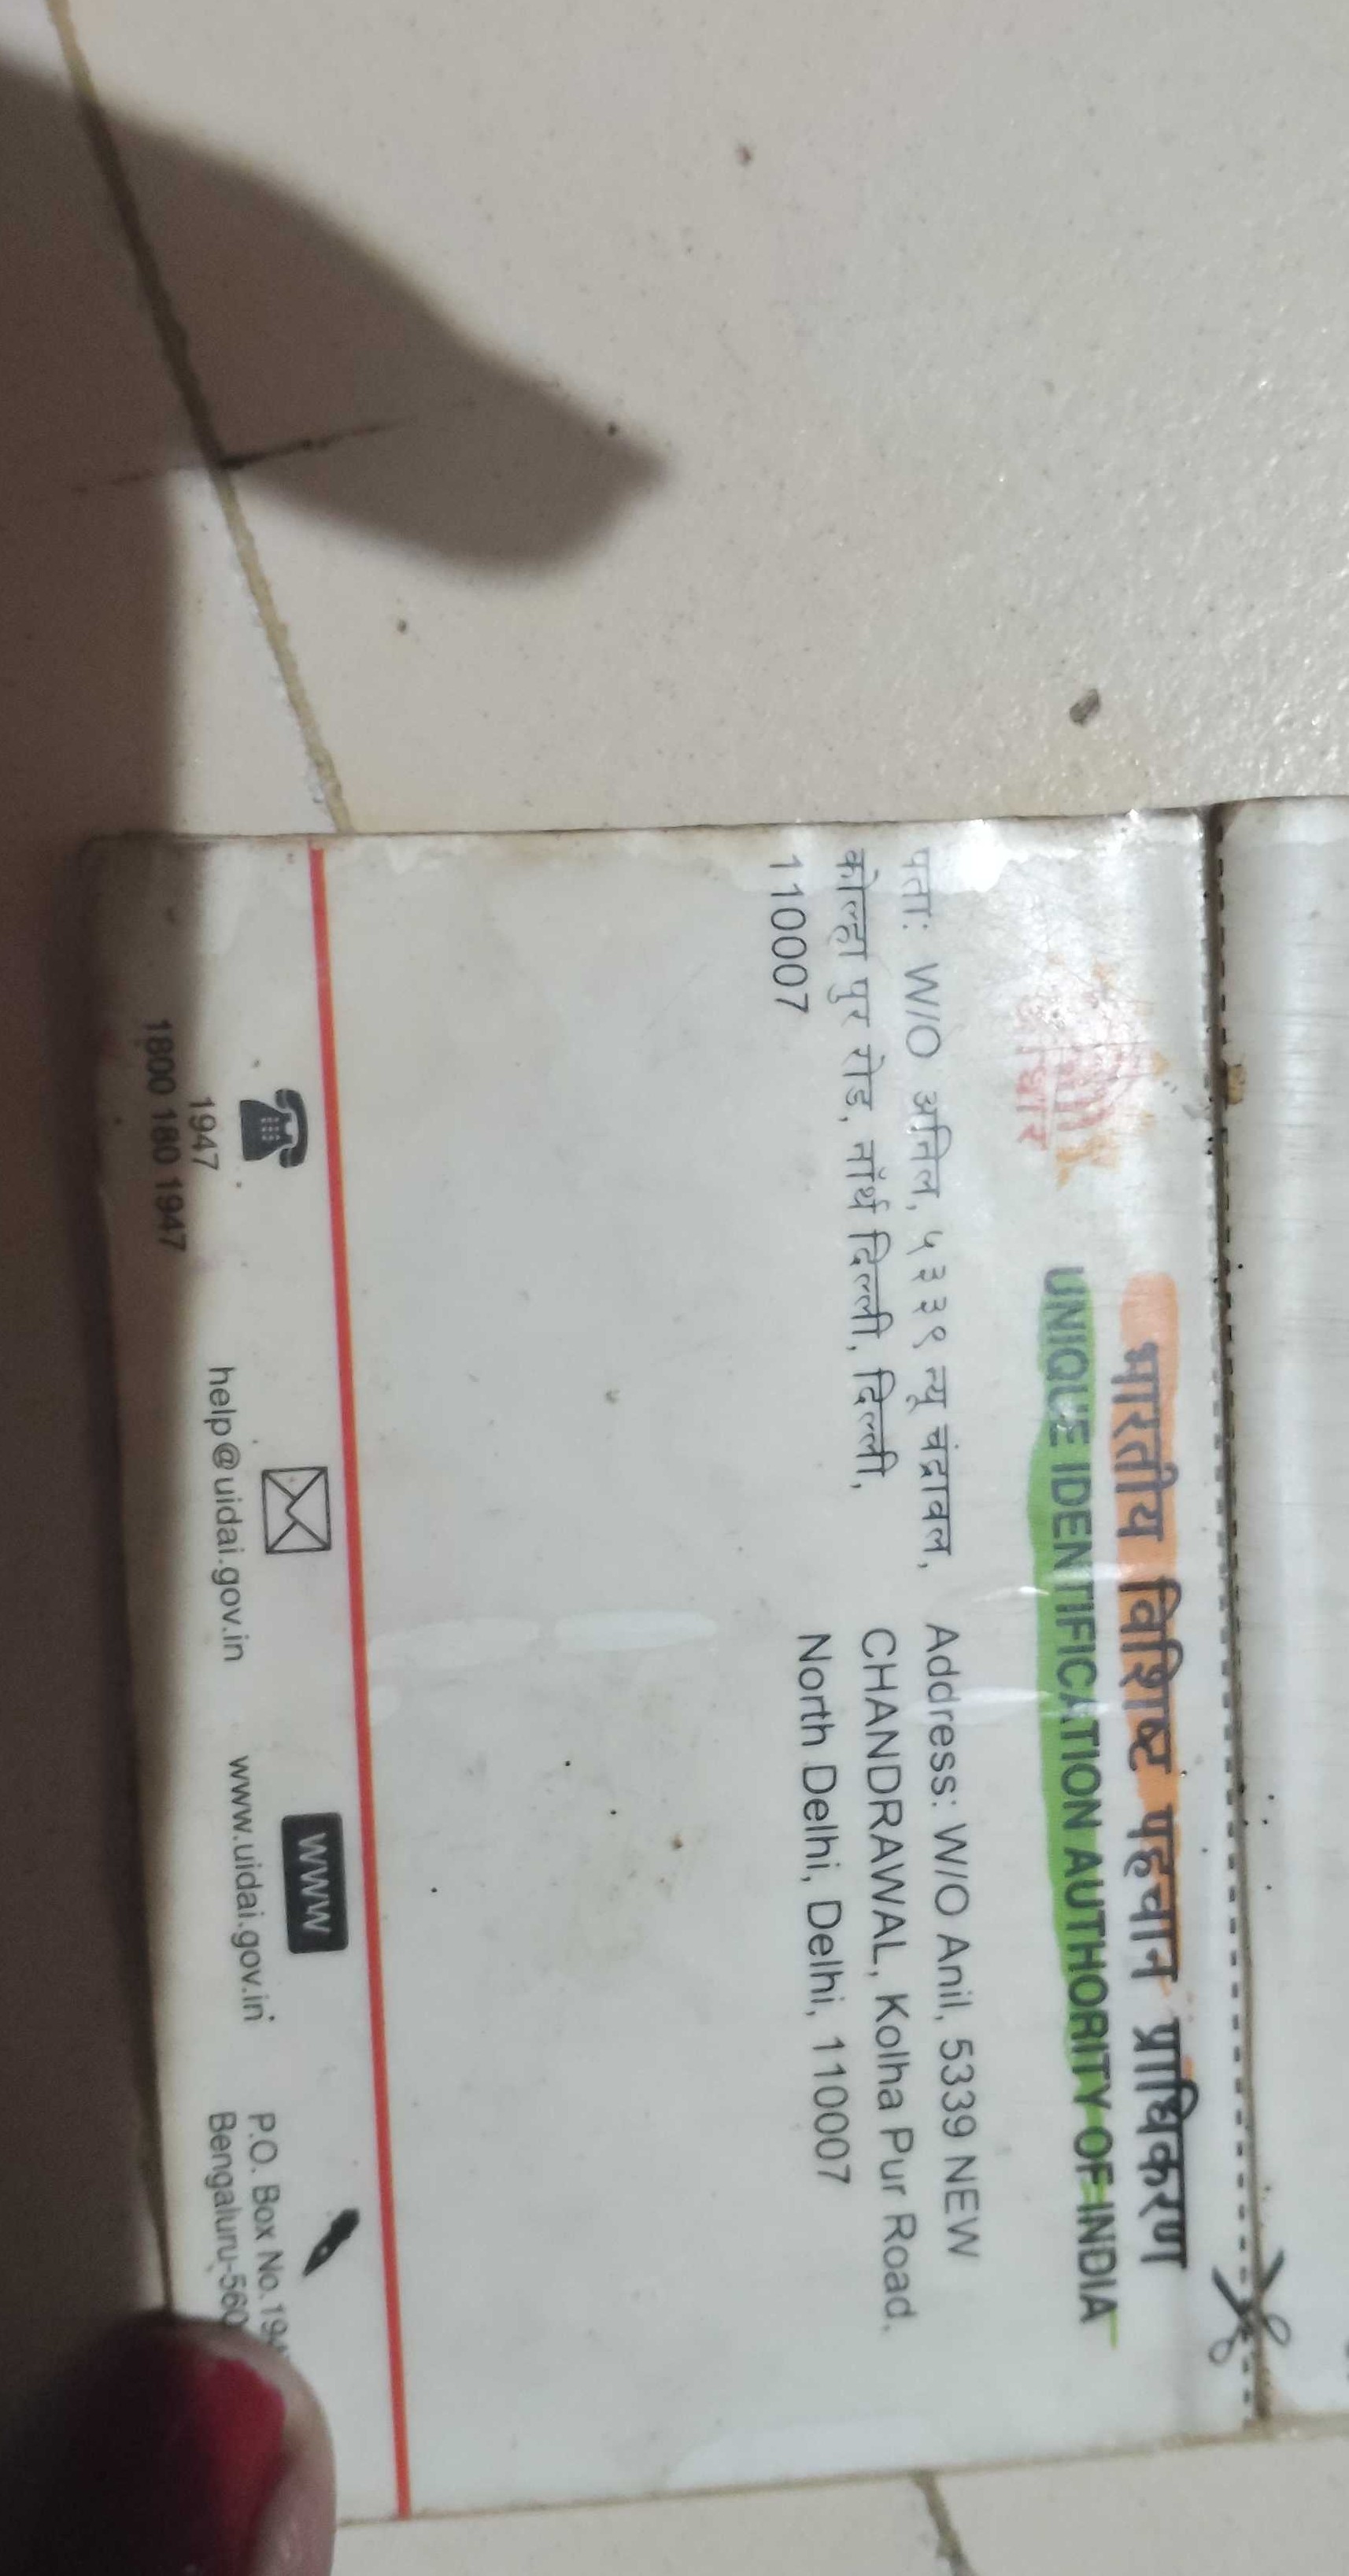 भारतीय विशिष्ट पहचान प्राधिकरण
UNIQUE IDENTIFICATION AUTHORITY OF INDIA
आधार
पता: W/O अनिल, ५३३९ न्यू चंद्रावल,
कोल्हा पुर रोड, नॉर्थ दिल्ली, दिल्ली,
110007
Address: W/O Anil, 5339 NEW
CHANDRAWAL, Kolha Pur Road,
North Delhi, Delhi, 110007
1947
1800 180 1947
help@uidai.gov.in
WWW
www.uidai.gov.in
P.O. Box No.194
Bengaluru-560